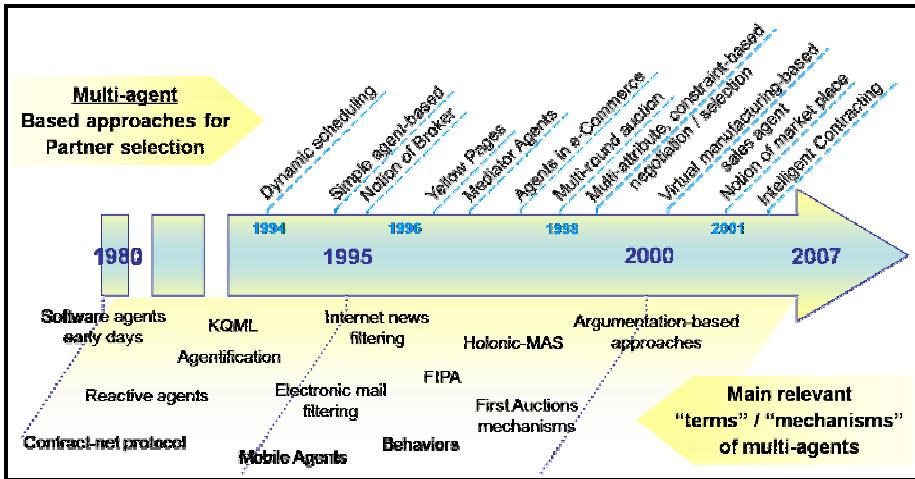 Multi-agent
Based approaches for
Partner selection
Dynamic scheduling
Simple agent-based
Notion of Broker
Yellow Pages
Mediator Agents
Agents in e-Commerce
Multi-round auction
Multi-attribute, constraint-based
negotiation / selection
Virtual manufacturing-based
sales agent
Notion of market place
Intelligent Contracting
1994
1996
1998
2001
1980
1995
2000
2007
Software agents
early days
KQML
Agentification
Reactive agents
Contract-net protocol
Internet news
filtering
Electronic mail
filtering
Mobile Agents
Holonic-MAS
FIPA
First Auctions
mechanisms
Behaviors
Argumentation-based
approaches
Main relevant
“terms” / “mechanisms”
of multi-agents